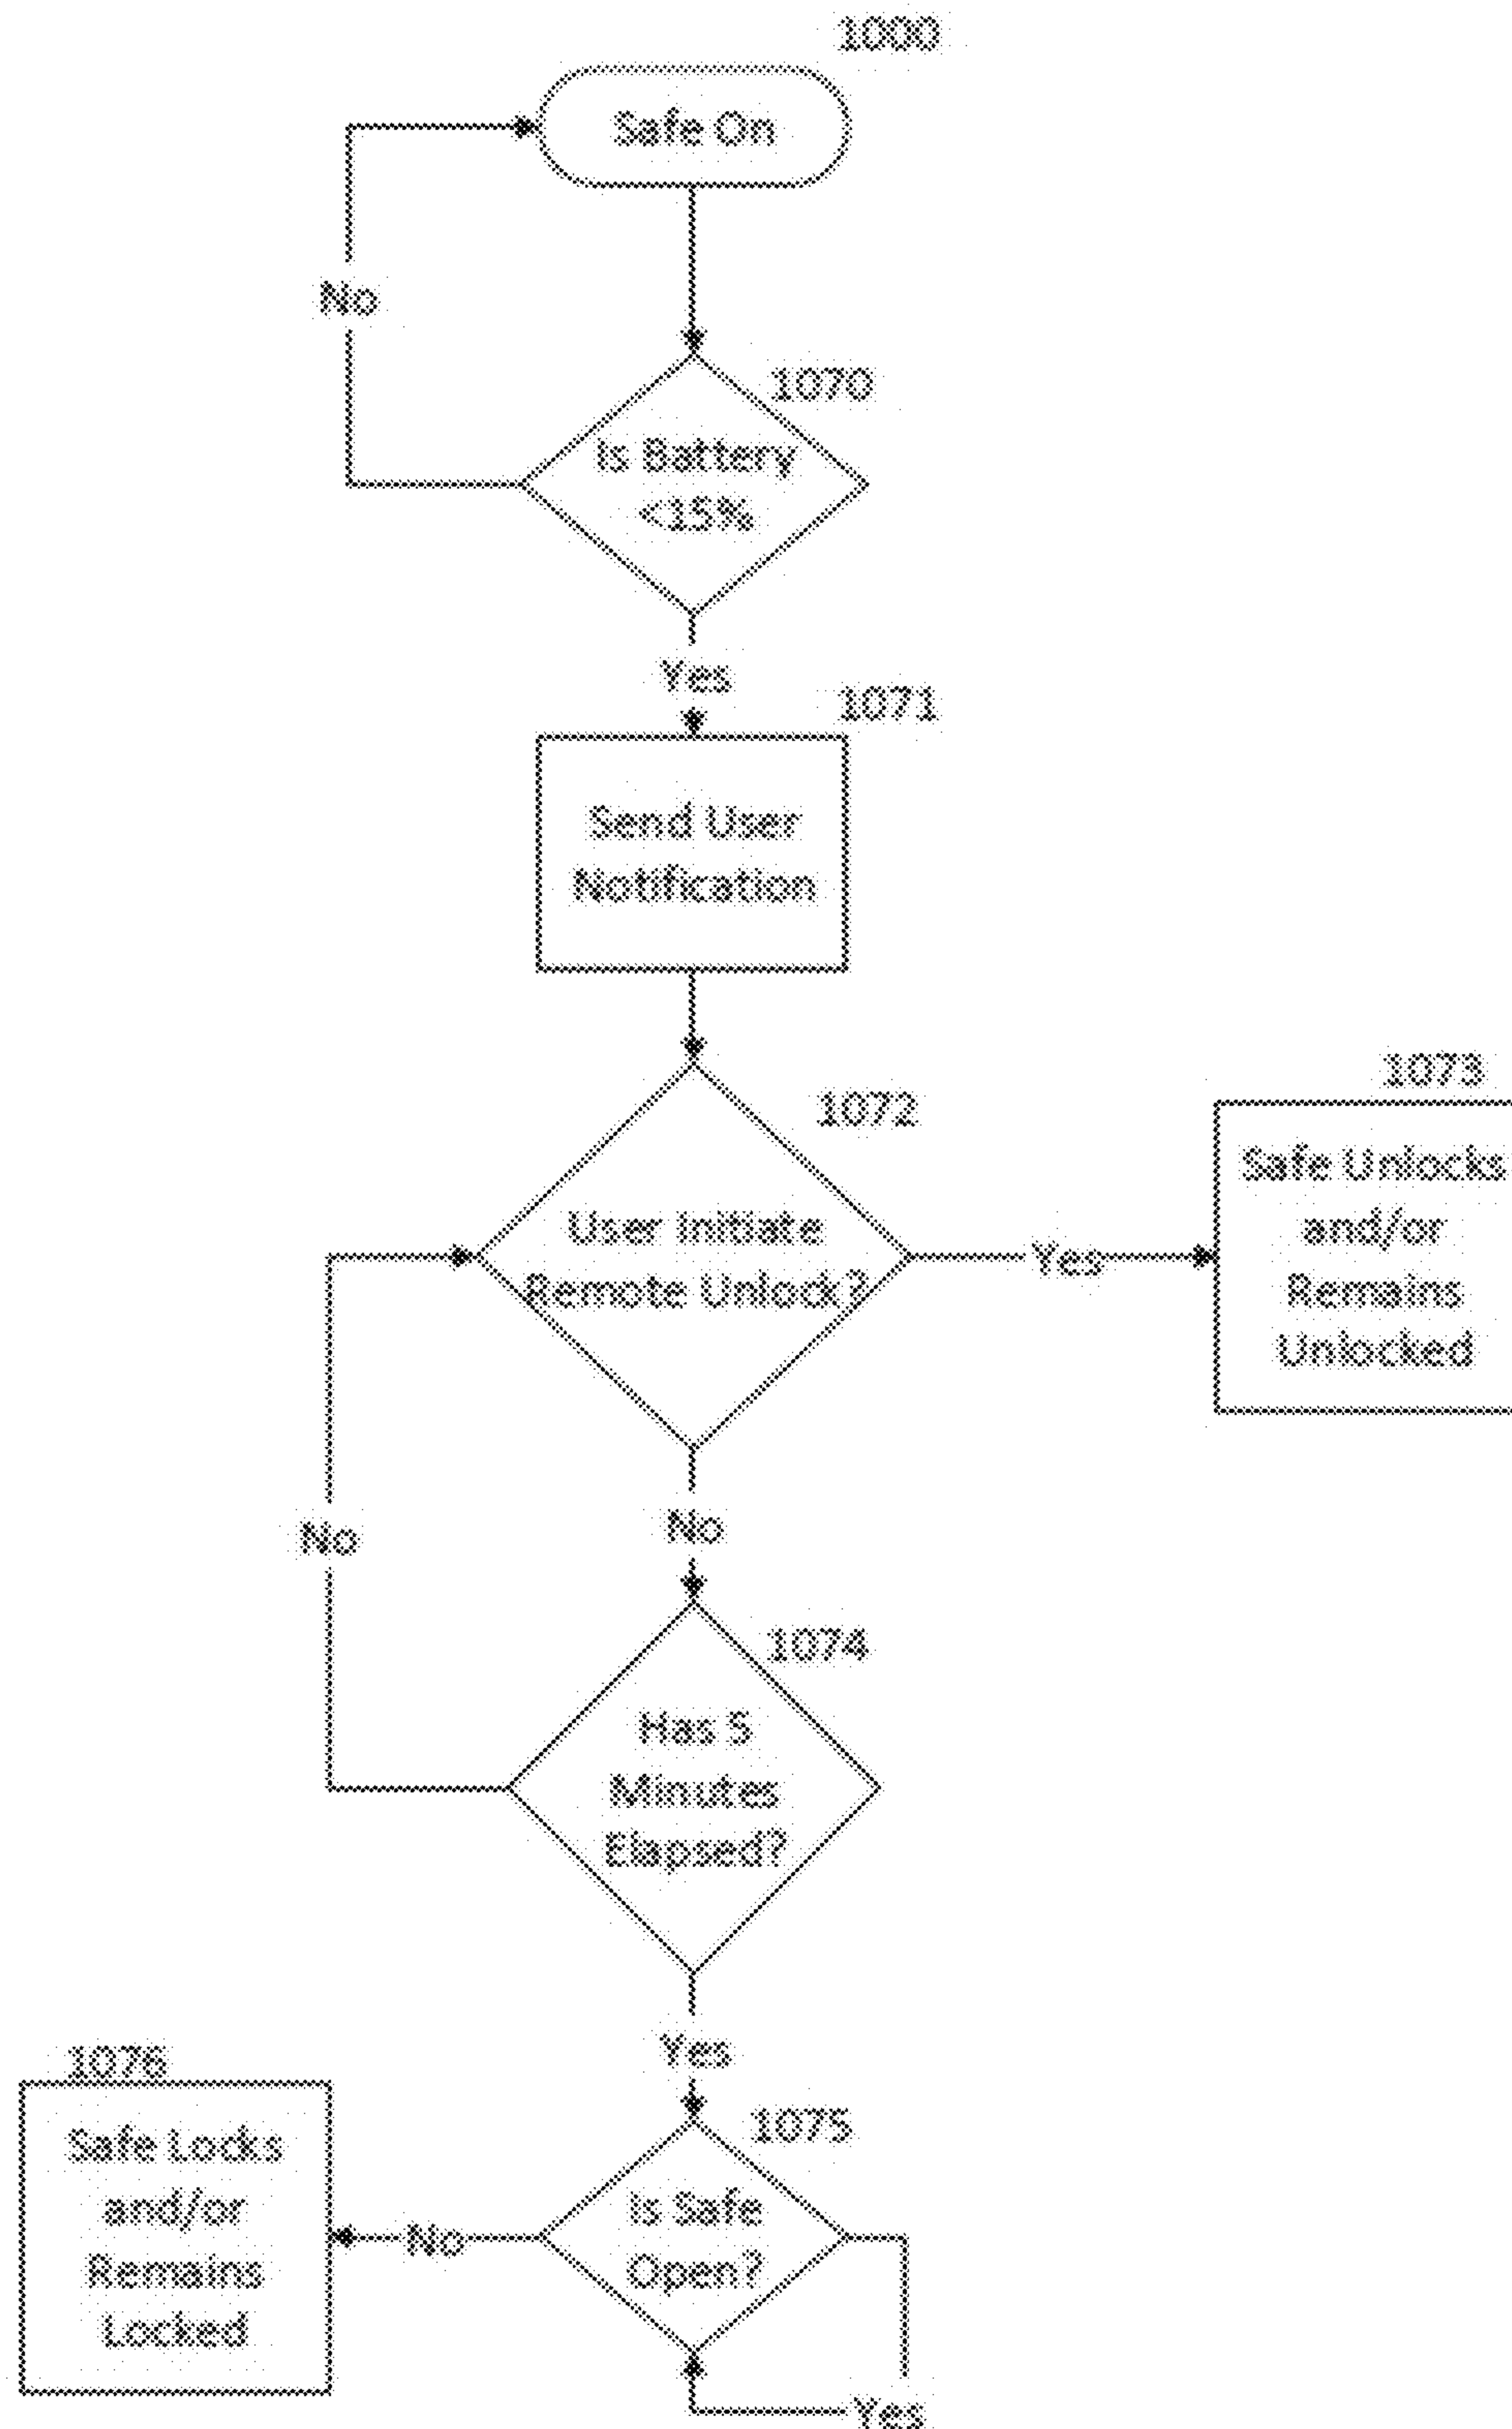 1000
Safe On
No
1070
Is Battery
<15%
Yes
1071
Send User
Notification
1072
User Initiate
Remote Unlock?
Yes
1073
Safe Unlocks
and/or
Remains
Unlocked
No
No
1074
Has 5
Minutes
Elapsed?
Yes
1076
Safe Locks
and/or
Remains
Locked
No
1075
Is Safe
Open?
Yes